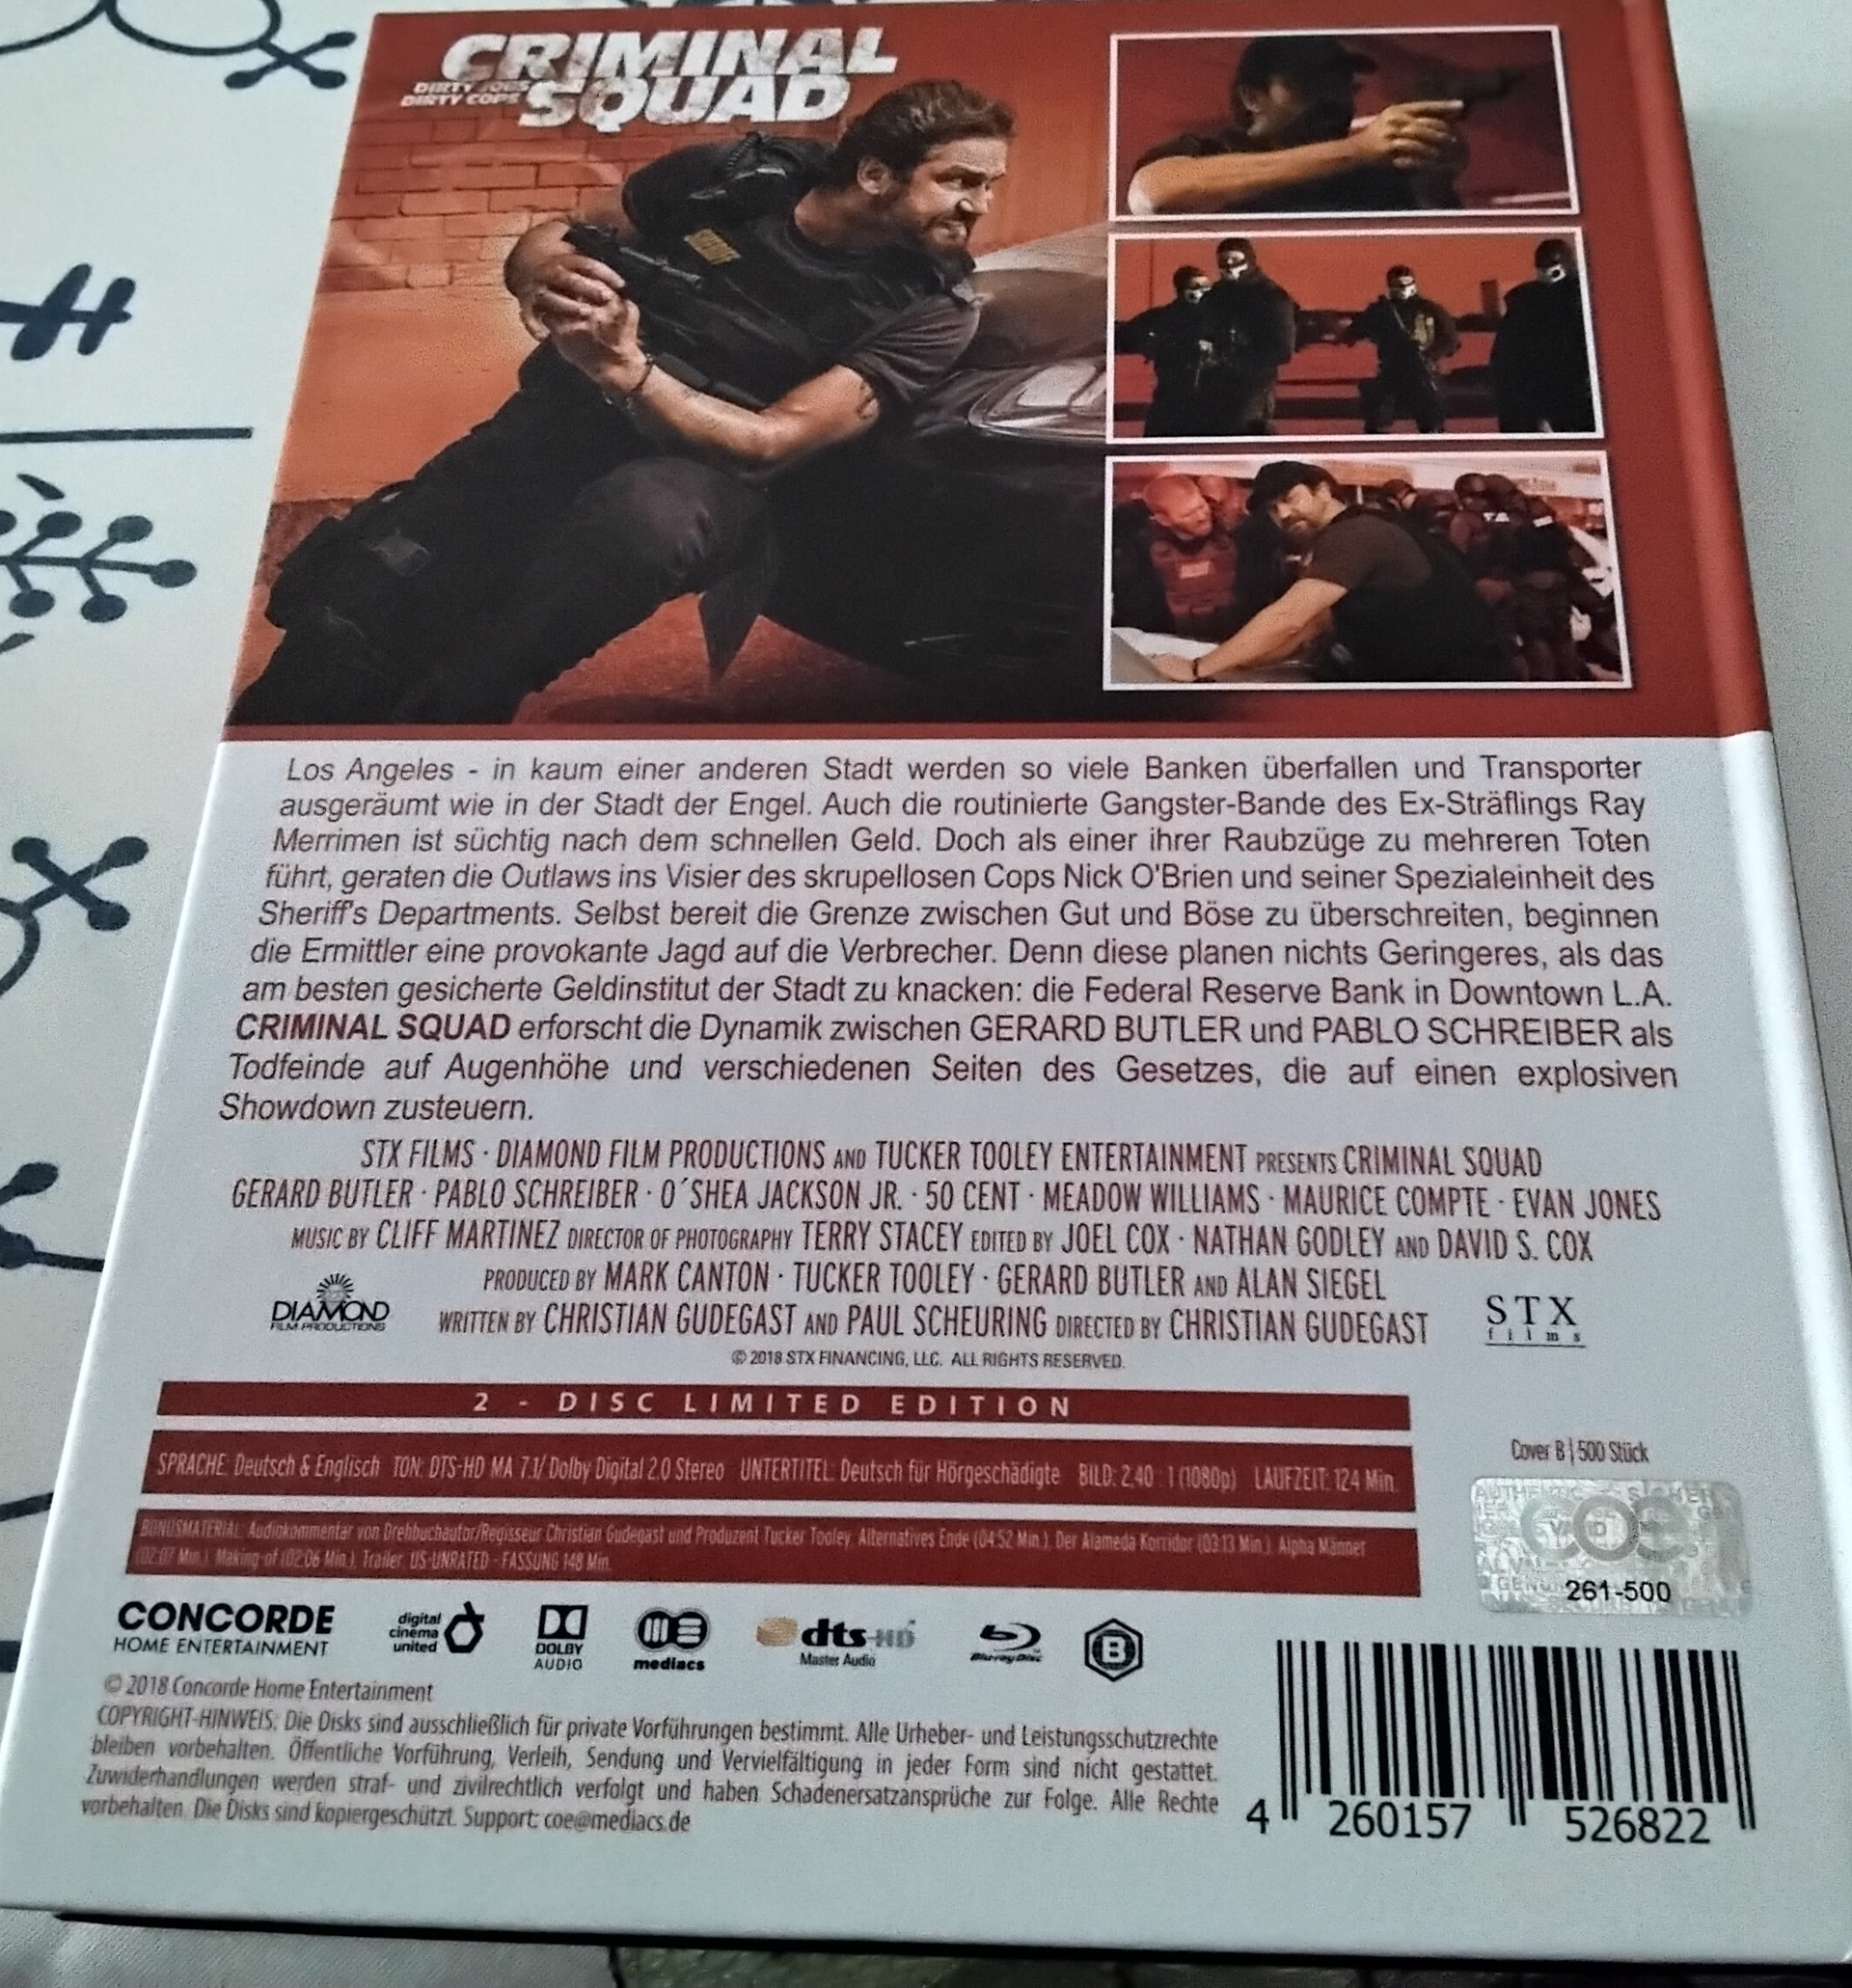 CRIMINAL
DIRTY COPS SQUAD
Los Angeles - in kaum einer anderen Stadt werden so viele Banken überfallen und Transporter
ausgeräumt wie in der Stadt der Engel. Auch die routinierte Gangster-Bande des Ex-Sträflings Ray
Merrimen ist süchtig nach dem schnellen Geld. Doch als einer ihrer Raubzüge zu mehreren Toten
führt, geraten die Outlaws ins Visier des skrupellosen Cops Nick O'Brien und seiner Spezialeinheit des
Sheriff's Departments. Selbst bereit die Grenze zwischen Gut und Böse zu überschreiten, beginnen
die Ermittler eine provokante Jagd auf die Verbrecher. Denn diese planen nichts Geringeres, als das
am besten gesicherte Geldinstitut der Stadt zu knacken: die Federal Reserve Bank in Downtown L.A.
CRIMINAL SQUAD erforscht die Dynamik zwischen GERARD BUTLER und PABLO SCHREIBER als
Todfeinde auf Augenhöhe und verschiedenen Seiten des Gesetzes, die auf einen explosiven
Showdown zusteuern.
STX FILMS · DIAMOND FILM PRODUCTIONS AND TUCKER TOOLEY ENTERTAINMENT PRESENTS CRIMINAL SQUAD
GERARD BUTLER · PABLO SCHREIBER · O´SHEA JACKSON JR. · 50 CENT · MEADOW WILLIAMS · MAURICE COMPTE · EVAN JONES
MUSIC BY CLIFF MARTINEZ DIRECTOR OF PHOTOGRAPHY TERRY STACEY EDITED BY JOEL COX · NATHAN GODLEY AND DAVID S. COX
PRODUCED BY MARK CANTON · TUCKER TOOLEY · GERARD BUTLER AND ALAN SIEGEL
WRITTEN BY CHRISTIAN GUDEGAST AND PAUL SCHEURING DIRECTED BY CHRISTIAN GUDEGAST
DIAMOND
FILM PRODUCTIONS
STX
films
© 2018 STX FINANCING, LLC. ALL RIGHTS RESERVED.
2 - DISC LIMITED EDITION
SPRACHE: Deutsch & Englisch TON: DTS-HD MA 7.1/ Dolby Digital 2.0 Stereo UNTERTITEL: Deutsch für Hörgeschädigte BILD: 2,40 : 1 (1080p) LAUFZEIT: 124 Min.
BONUSMATERIAL: Audiokommentar von Drehbuchautor/Regisseur Christian Gudegast und Produzent Tucker Tooley, Alternatives Ende (04:52 Min.), Der Alameda Korridor (03:13 Min.), Alpha Männer
(02:07 Min.), Making-of (02:06 Min.), Trailer, US-UNRATED - FASSUNG 148 Min.
Cover B | 500 Stück
coe
VALID
261-500
CONCORDE
HOME ENTERTAINMENT
digital
cinema
united
DOLBY
AUDIO
mediacs
dts-HD
Master Audio
Blu-ray Disc
B
© 2018 Concorde Home Entertainment
COPYRIGHT-HINWEIS: Die Disks sind ausschließlich für private Vorführungen bestimmt. Alle Urheber- und Leistungsschutzrechte
bleiben vorbehalten. Öffentliche Vorführung, Verleih, Sendung und Vervielfältigung in jeder Form sind nicht gestattet.
Zuwiderhandlungen werden straf- und zivilrechtlich verfolgt und haben Schadenersatzansprüche zur Folge. Alle Rechte
vorbehalten. Die Disks sind kopiergeschützt. Support: coe@mediacs.de
4 260157 526822